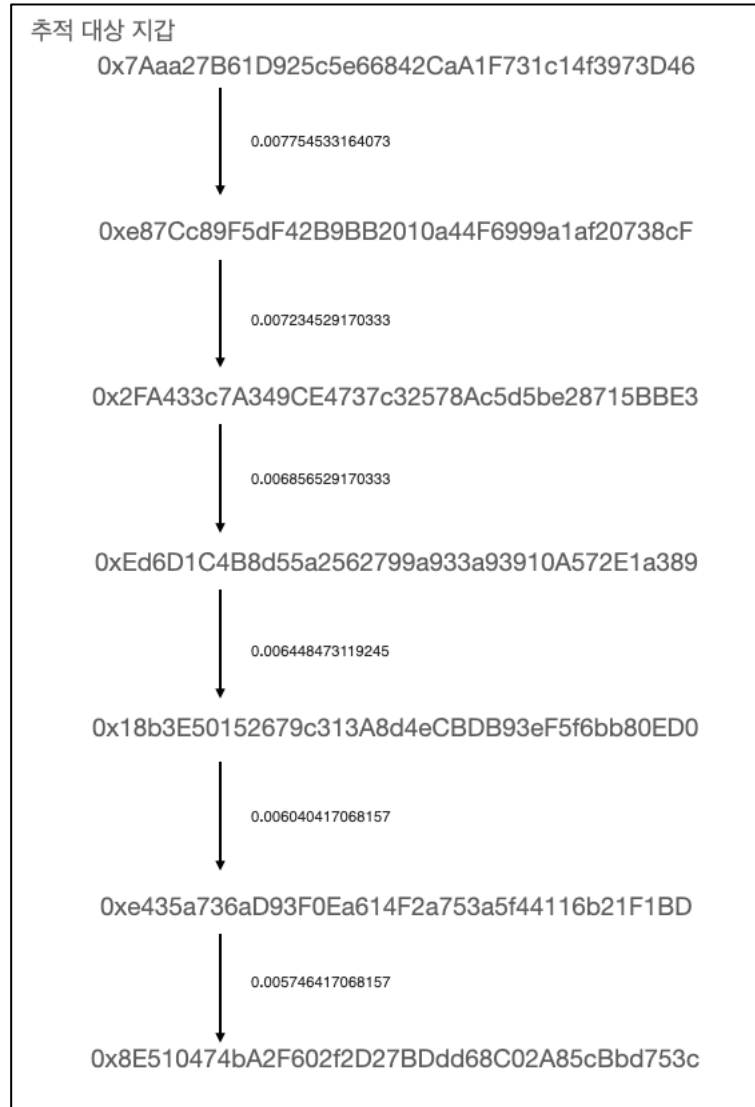 추적 대상 지갑
0x7Aaa27B61D925c5e66842CaA1F731c14f3973D46
0.007754533164073
0xe87Cc89F5dF42B9BB2010a44F6999a1af20738cF
0.007234529170333
0x2FA433c7A349CE4737c32578Ac5d5be28715BBE3
0.006856529170333
0xEd6D1C4B8d55a2562799a933a93910A572E1a389
0.006448473119245
0x18b3E50152679c313A8d4eCBDB93eF5f6bb80ED0
0.006040417068157
0xe435a736aD93F0Ea614F2a753a5f44116b21F1BD
0.005746417068157
0x8E510474bA2F602f2D27BDdd68C02A85cBbd753c